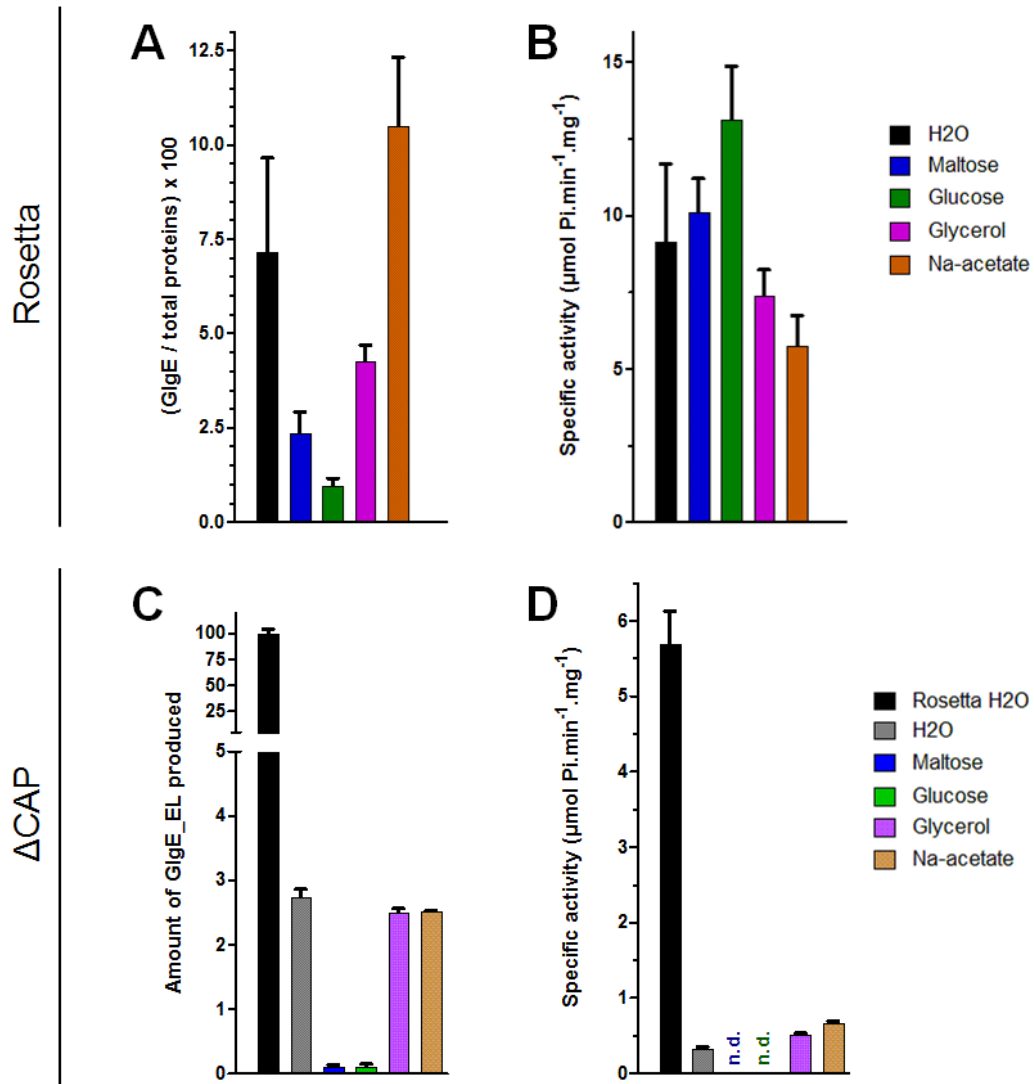 Rosetta
A
(GlgE / total proteins) x 100
12.5
10.0
7.5
5.0
2.5
0.0
B
Specific activity (µmol Pi.min-1.mg-1)
15
10
5
0
H2O
Maltose
Glucose
Glycerol
Na-acetate
ΔCAP
C
Amount of GlgE_EL produced
100
75
50
25
5
4
3
2
1
0
D
Specific activity (µmol Pi.min-1.mg-1)
6
5
4
3
2
1
0
n.d.
n.d.
Rosetta H2O
H2O
Maltose
Glucose
Glycerol
Na-acetate